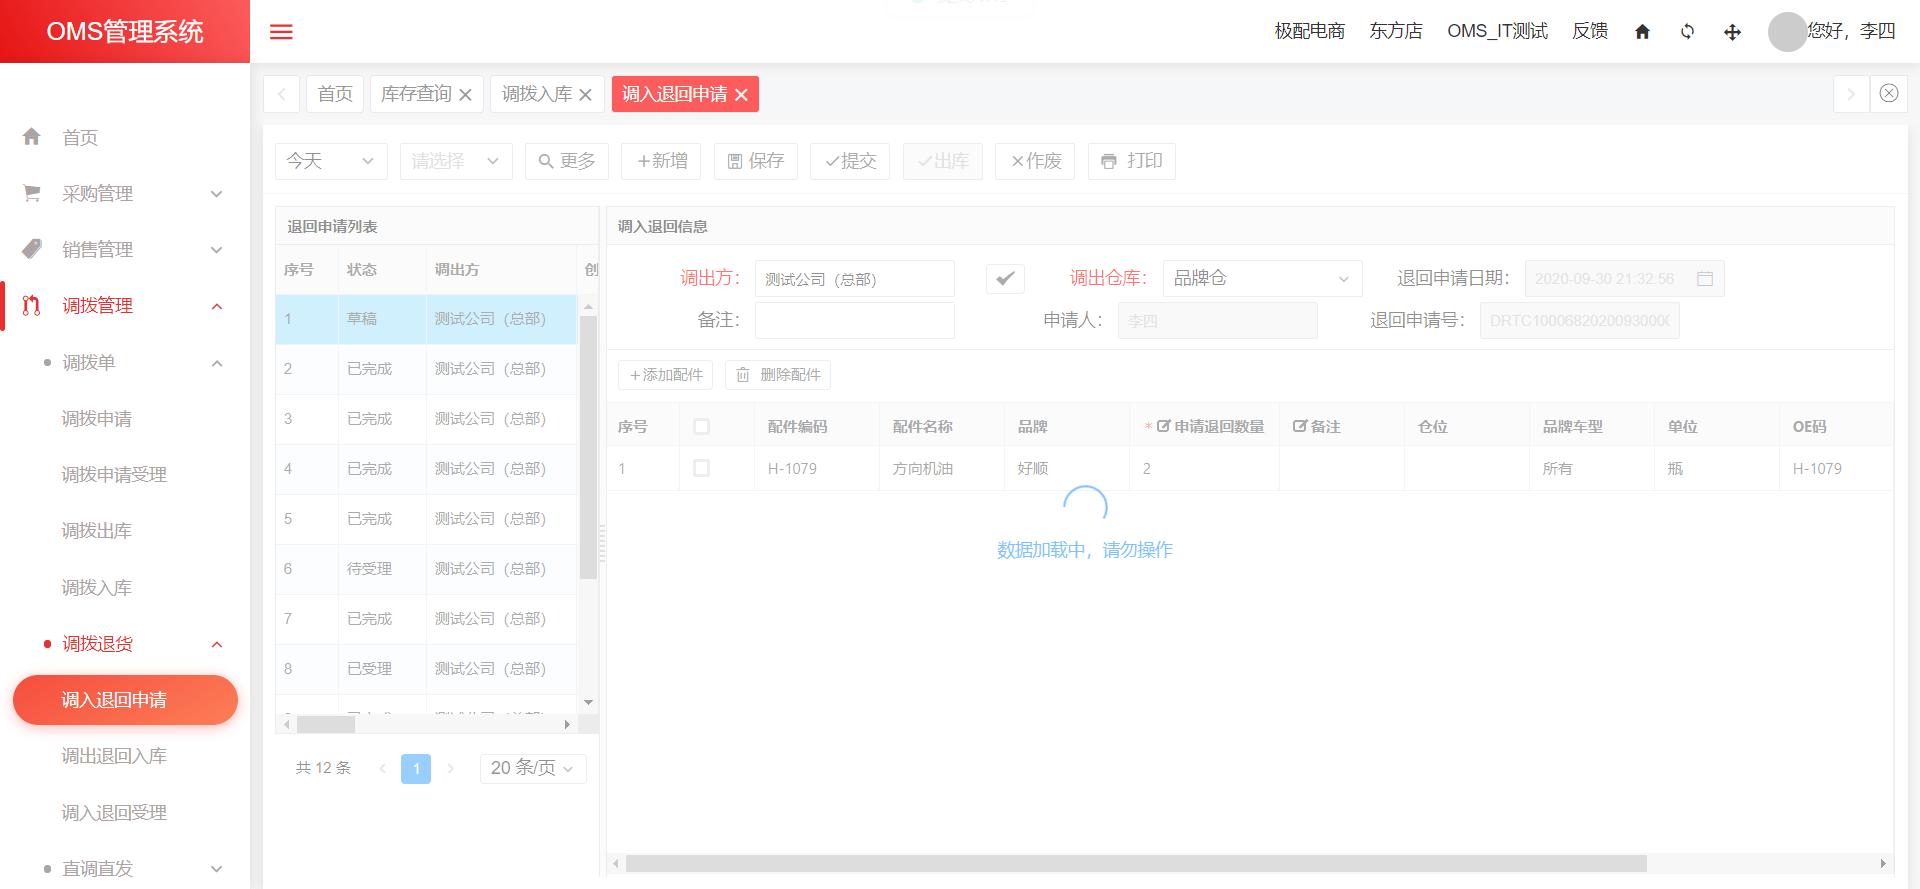 OMS管理系统
极配电商 东方店 OMS_IT测试 反馈 您好，李四
首页 库存查询 调拨入库 调入退回申请
首页
采购管理
销售管理
调拨管理
调拨单
调拨申请
调拨申请受理
调拨出库
调拨入库
调拨退货
调入退回申请
调出退回入库
调入退回受理
直调直发
今天 请选择 更多 +新增 保存 提交 出库 作废 打印
退回申请列表
序号 状态 调出方 创
1 草稿 测试公司（总部）
2 已完成 测试公司（总部）
3 已完成 测试公司（总部）
4 已完成 测试公司（总部）
5 已完成 测试公司（总部）
6 待受理 测试公司（总部）
7 已完成 测试公司（总部）
8 已受理 测试公司（总部）
共 12 条 1 20 条/页
调入退回信息
调出方： 测试公司（总部） 调出仓库： 品牌仓 退回申请日期： 2020-09-30 21:32:56
备注： 申请人： 李四 退回申请号： DRTC1000682020093000
+添加配件 删除配件
序号 配件编码 配件名称 品牌 *申请退回数量 备注 仓位 品牌车型 单位 OE码
1 H-1079 方向机油 好顺 2 所有 瓶 H-1079
数据加载中，请勿操作